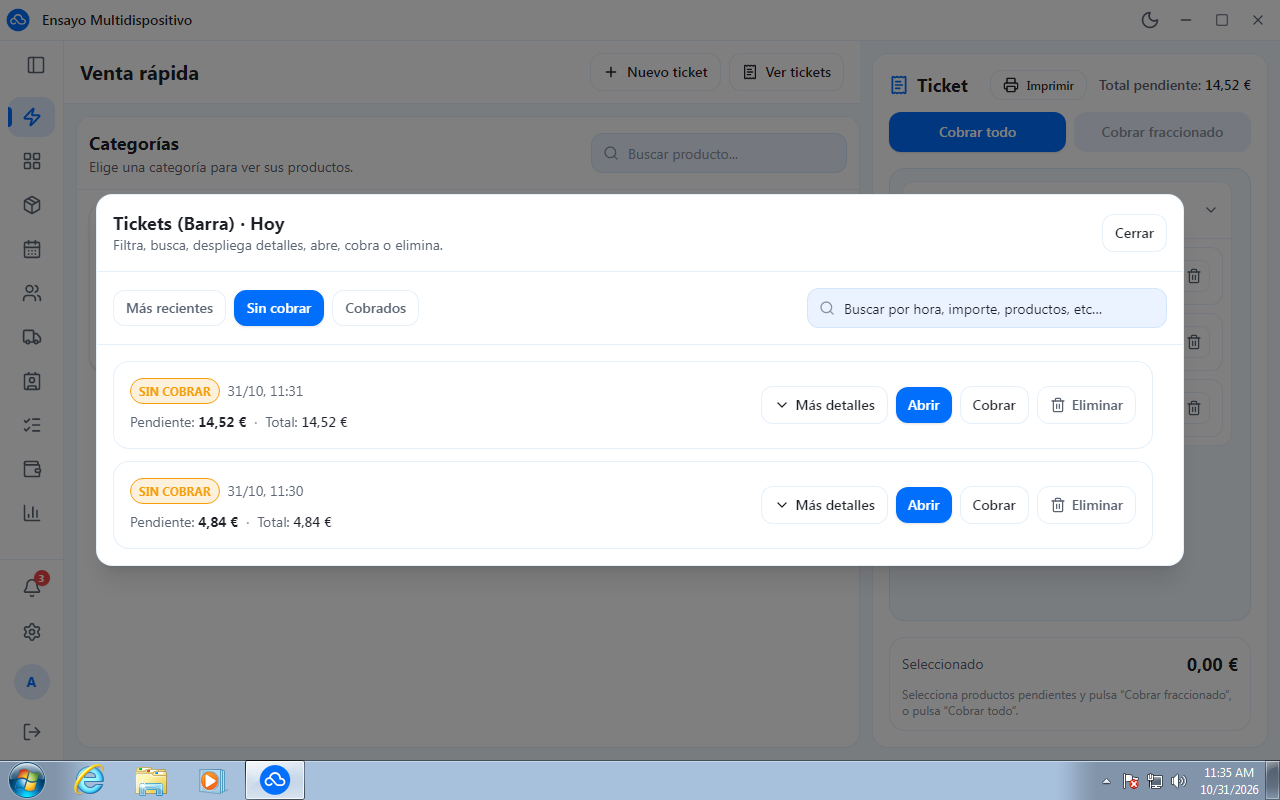 Ensayo Multidispositivo
Venta rápida
Nuevo ticket
Ver tickets
Ticket
Imprimir
Total pendiente: 14,52 €
Cobrar todo
Cobrar fraccionado
Categorías
Elige una categoría para ver sus productos.
Buscar producto...
Tickets (Barra) · Hoy
Filtra, busca, despliega detalles, abre, cobra o elimina.
Cerrar
Más recientes
Sin cobrar
Cobrados
Buscar por hora, importe, productos, etc...
SIN COBRAR 31/10, 11:31
Pendiente: 14,52 € · Total: 14,52 €
Más detalles
Abrir
Cobrar
Eliminar
SIN COBRAR 31/10, 11:30
Pendiente: 4,84 € · Total: 4,84 €
Más detalles
Abrir
Cobrar
Eliminar
3
A
Seleccionado
0,00 €
Selecciona productos pendientes y pulsa "Cobrar fraccionado",
o pulsa "Cobrar todo".
11:35 AM
10/31/2026